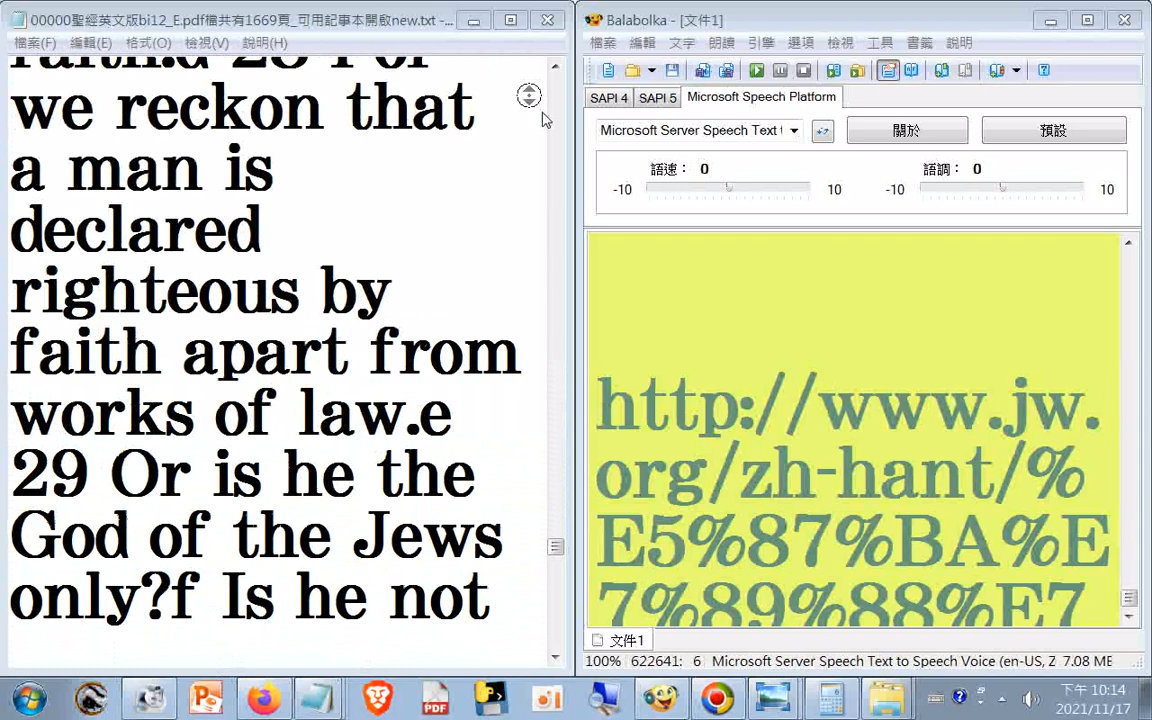 00000聖經英文版bi12_E.pdf檔共有1669頁_可用記事本開啟new.txt -...
檔案(F) 編輯(E) 格式(O) 檢視(V) 說明(H)
we reckon that
a man is
declared
righteous by
faith apart from
works of law.e
29 Or is he the
God of the Jews
only?f Is he not
Balabolka - [文件1]
檔案 編輯 文字 朗讀 引擎 選項 檢視 工具 書籤 說明
SAPI 4 SAPI 5 Microsoft Speech Platform
Microsoft Server Speech Text t 關於 預設
語速： 0 語調： 0
-10 10 -10 10
http://www.jw.
org/zh-hant/%
E5%87%BA%E
7%89%88%E7
文件1
100% 622641: 6 Microsoft Server Speech Text to Speech Voice (en-US, Z 7.08 ME
PDF
下午 10:14
2021/11/17